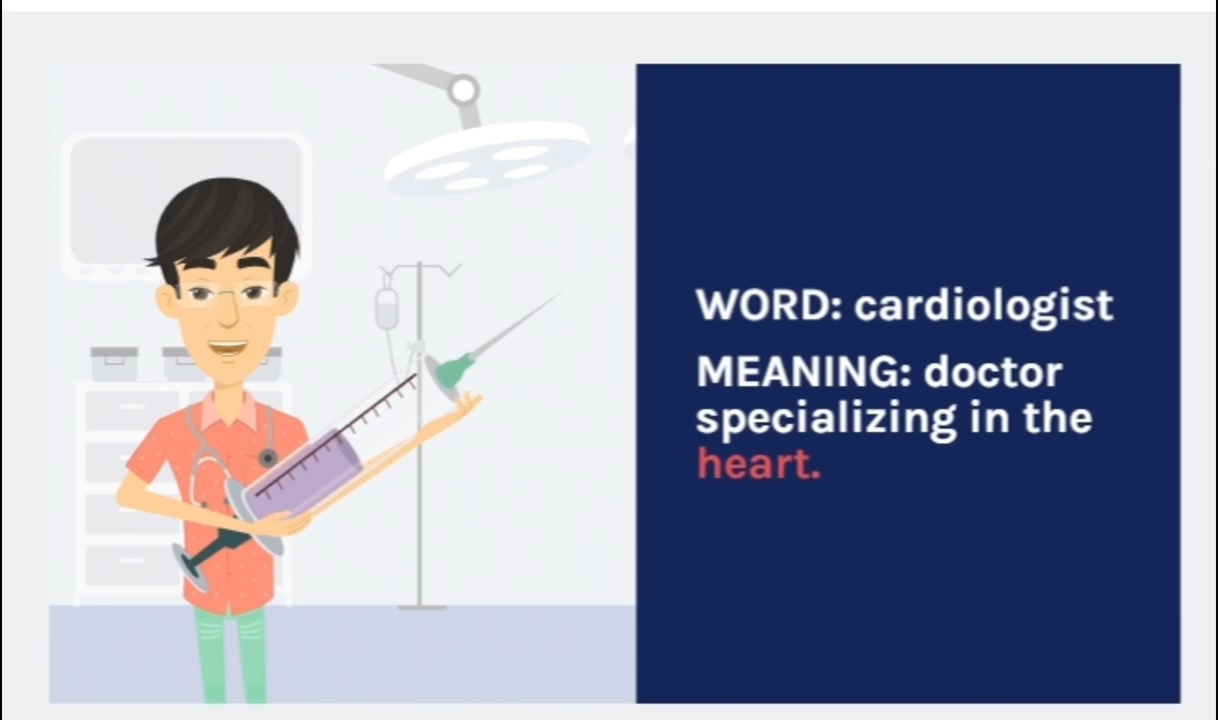 WORD: cardiologist
MEANING: doctor
specializing in the
heart.